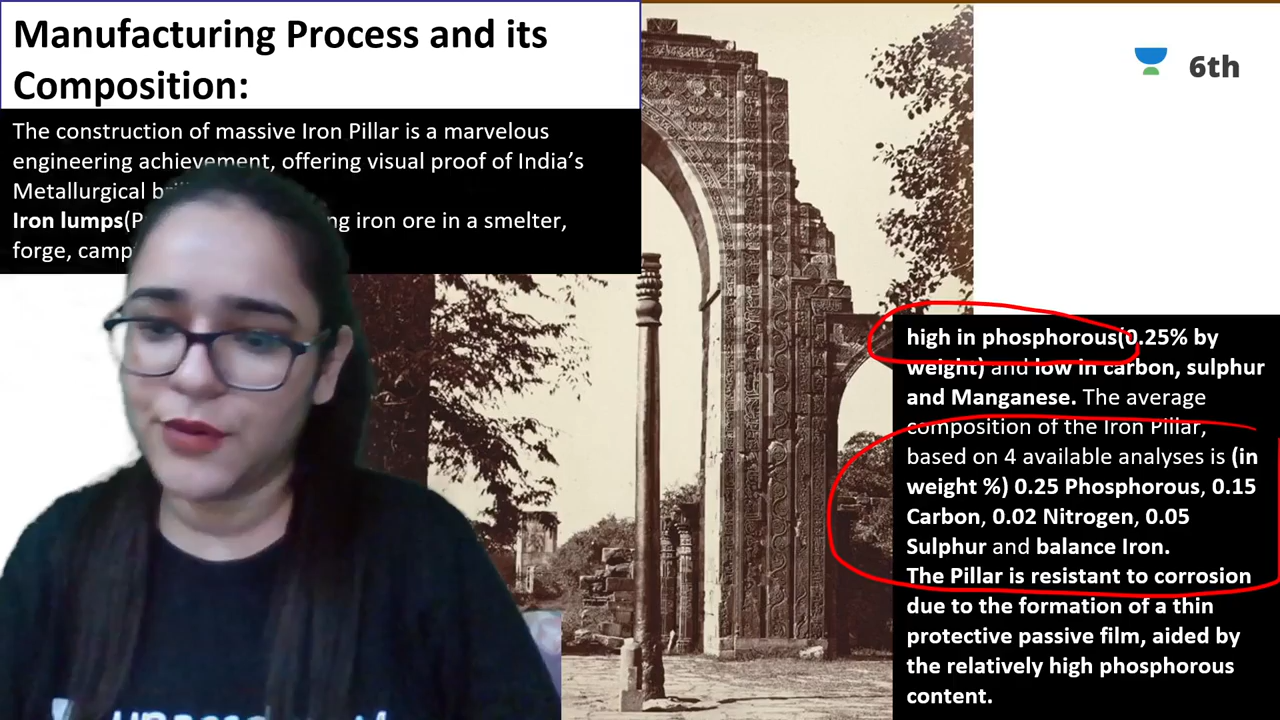 Manufacturing Process and its
Composition:
The construction of massive Iron Pillar is a marvelous
engineering achievement, offering visual proof of India's
Metallurgical
Iron lumps( iron ore in a smelter,
forge,
6th
high in phosphorous(0.25% by
weight) and low in carbon, sulphur
and Manganese. The average
composition of the Iron Pillar,
based on 4 available analyses is (in
weight %) 0.25 Phosphorous, 0.15
Carbon, 0.02 Nitrogen, 0.05
Sulphur and balance Iron.
The Pillar is resistant to corrosion
due to the formation of a thin
protective passive film, aided by
the relatively high phosphorous
content.